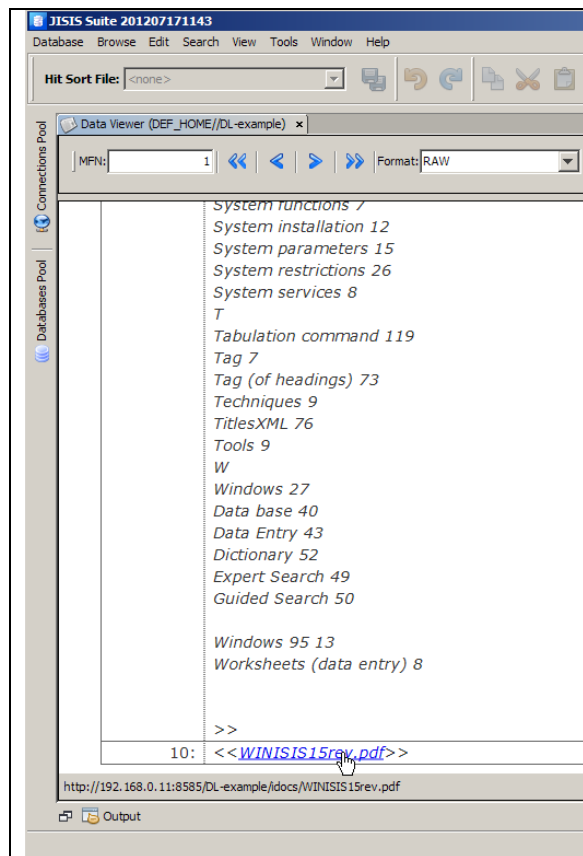 JISIS Suite 201207171143
Database Browse Edit Search View Tools Window Help
Hit Sort File: <none>
Connections Pool
Databases Pool
Data Viewer (DEF_HOME//DL-example) x
MFN: 1 Format: RAW
System functions 7
System installation 12
System parameters 15
System restrictions 26
System services 8
T
Tabulation command 119
Tag 7
Tag (of headings) 73
Techniques 9
TitlesXML 76
Tools 9
W
Windows 27
Data base 40
Data Entry 43
Dictionary 52
Expert Search 49
Guided Search 50
Windows 95 13
Worksheets (data entry) 8
>>
10: <<WINISIS15rev.pdf>>
http://192.168.0.11:8585/DL-example/idocs/WINISIS15rev.pdf
Output